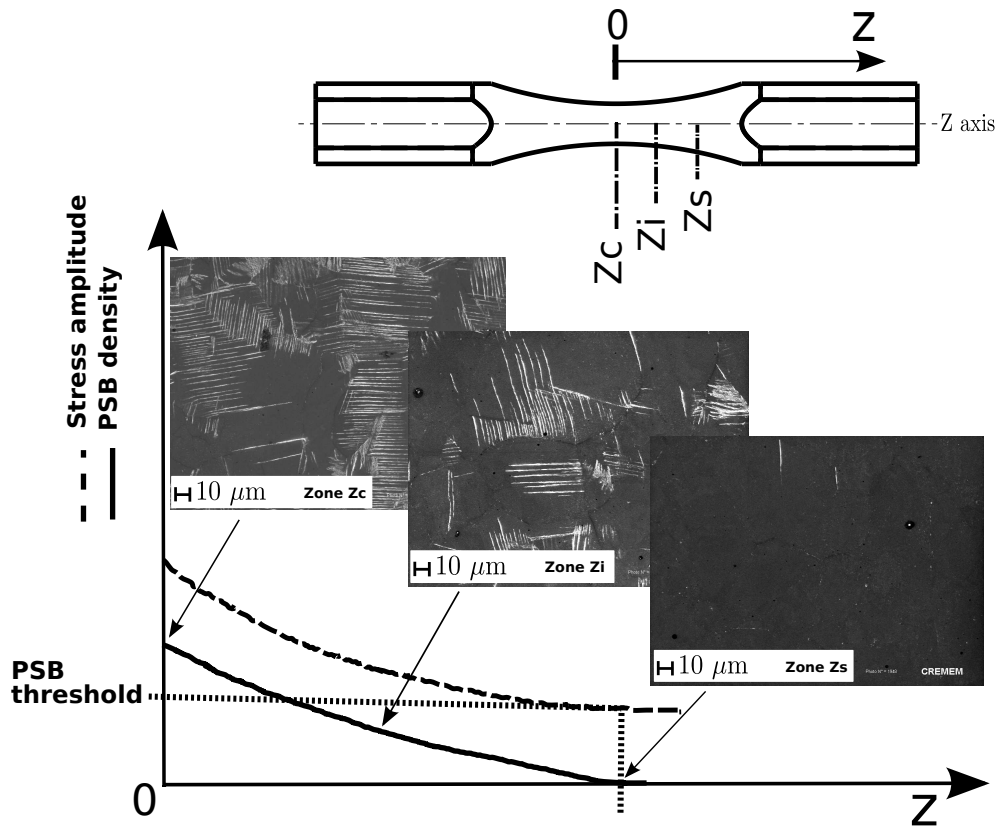 0
Z
Z axis
Zc
Zi
Zs
Stress amplitude
PSB density
10 μm
Zone Zc
10 μm
Zone Zi
10 μm
Zone Zs
CREMEM
PSB
threshold
0
Z